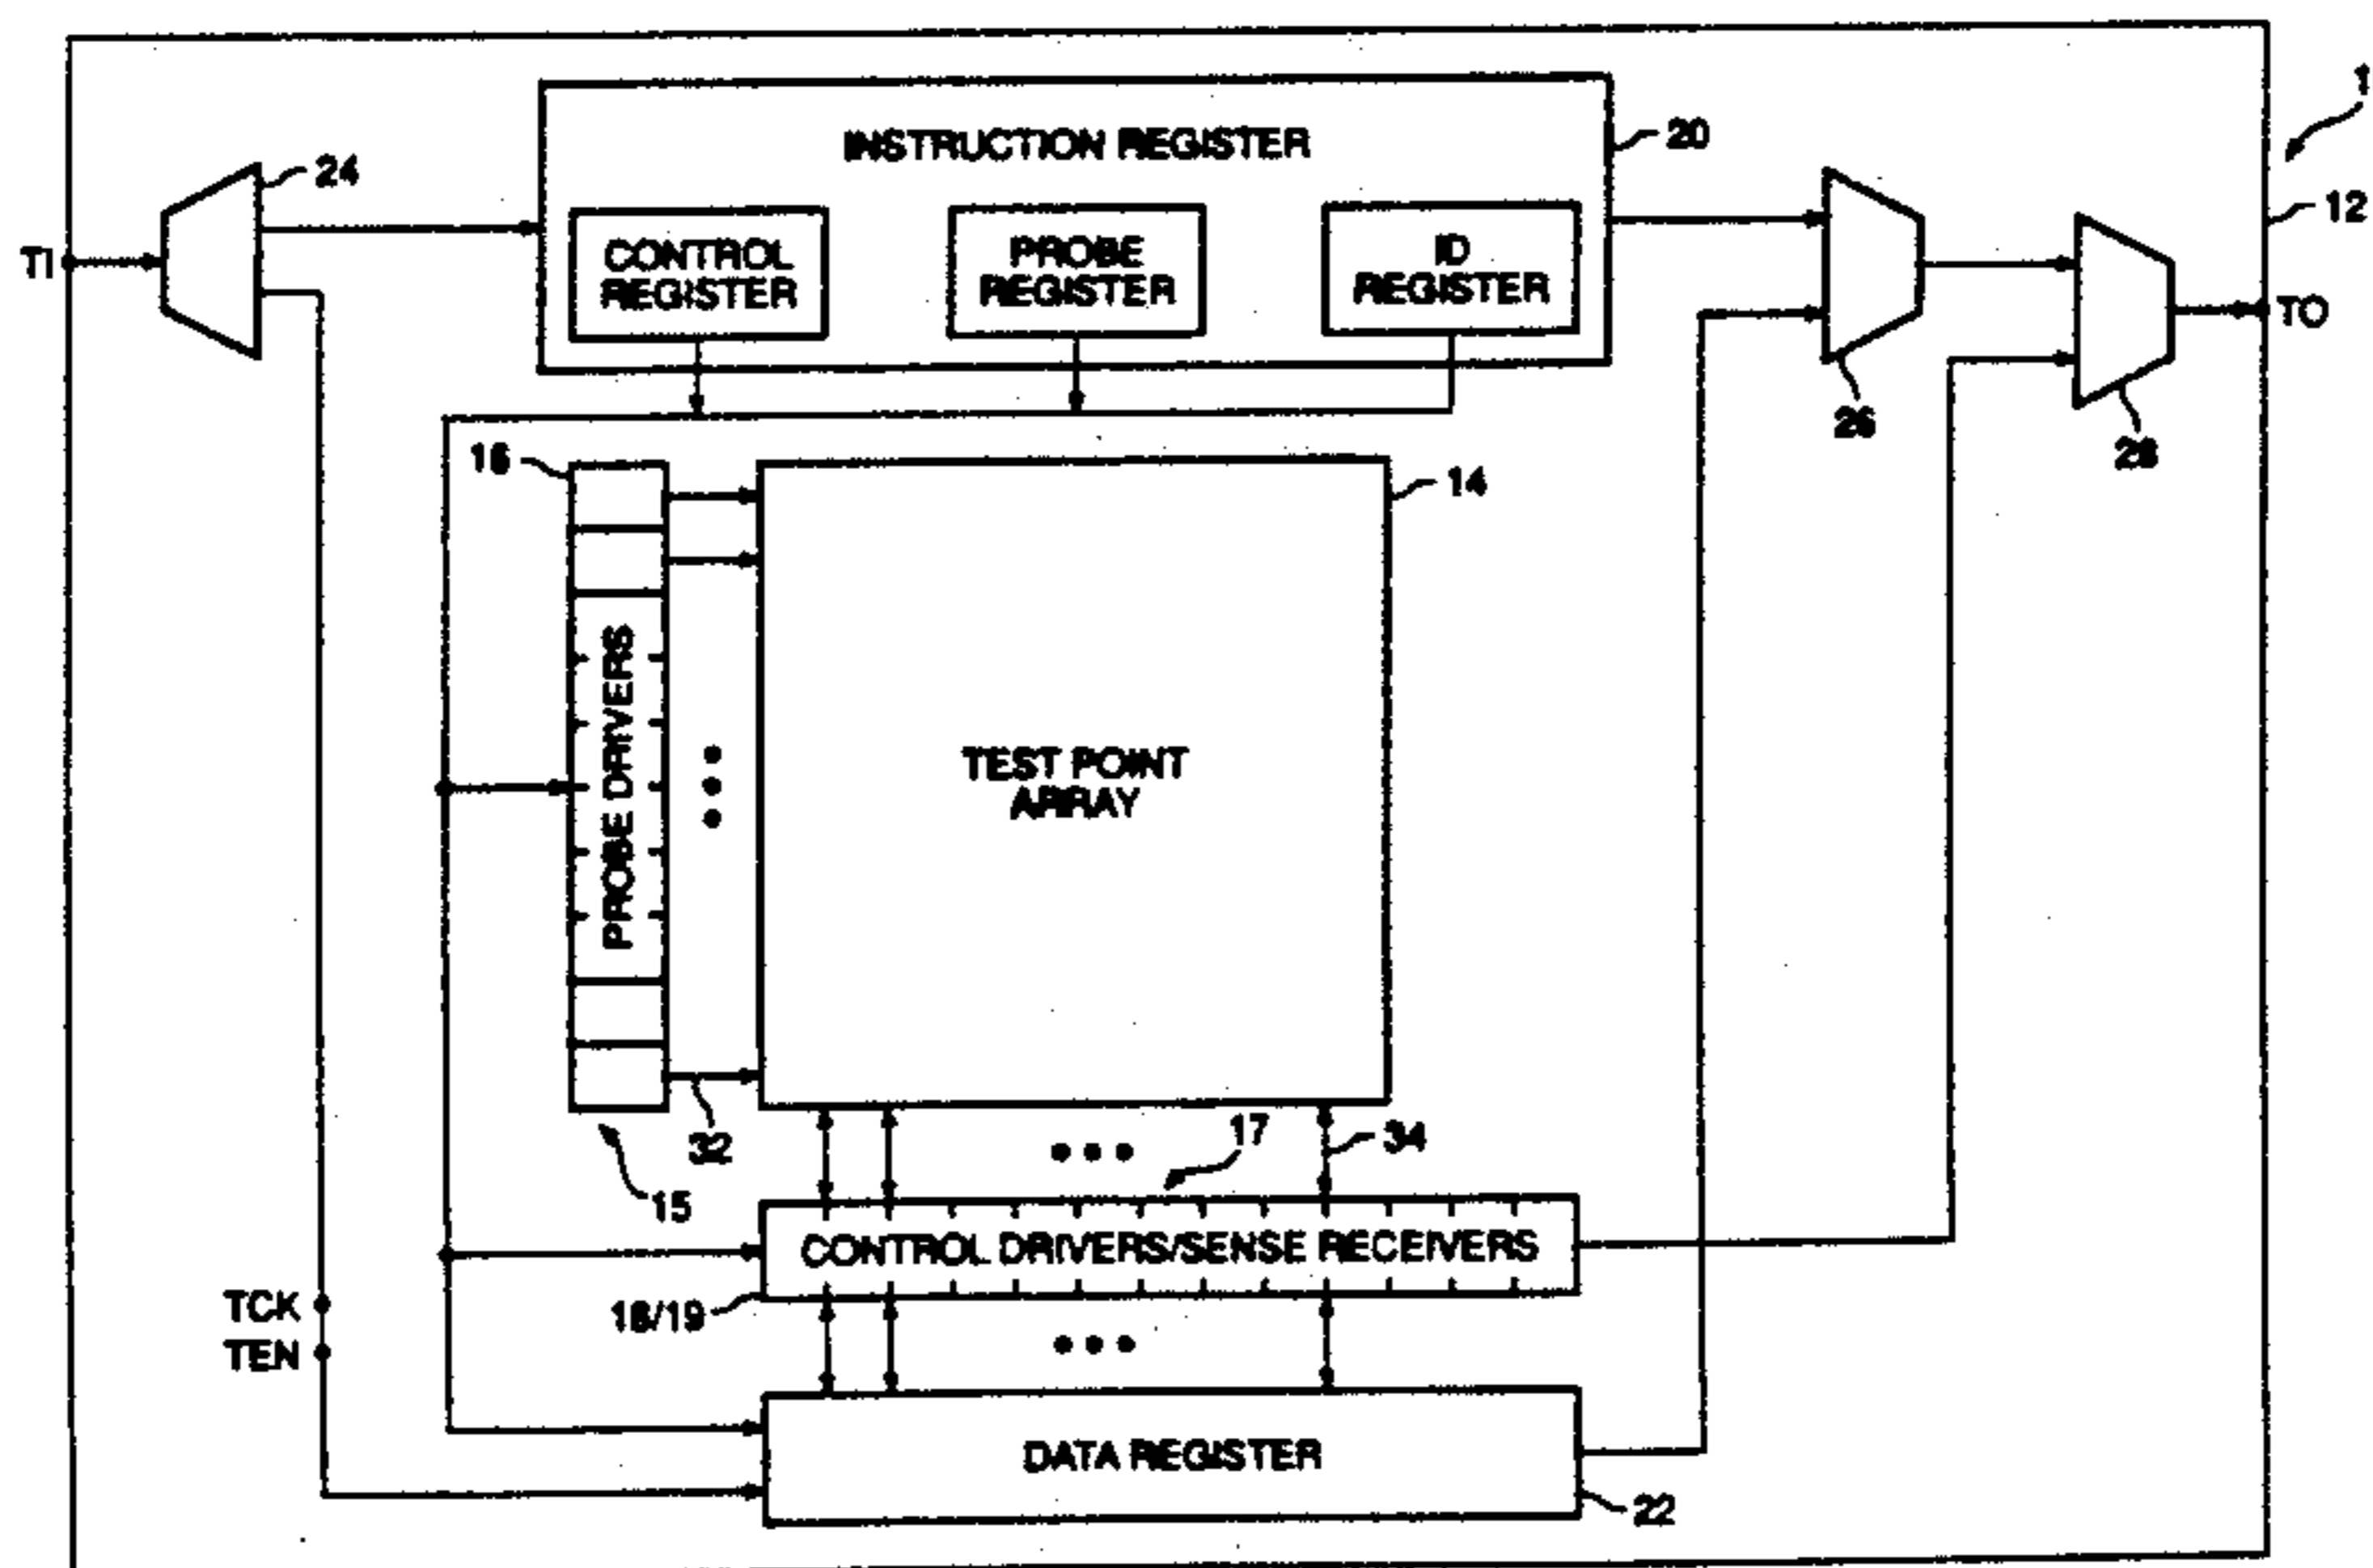 1
INSTRUCTION REGISTER
20
24
12
CONTROL
REGISTER
PROBE
REGISTER
ID
REGISTER
TI
TO
26
28
16
14
PROBE DRIVERS
TEST POINT
ARRAY
32
17
34
15
CONTROL DRIVERS/SENSE RECEIVERS
TCK
18/19
TEN
DATA REGISTER
22